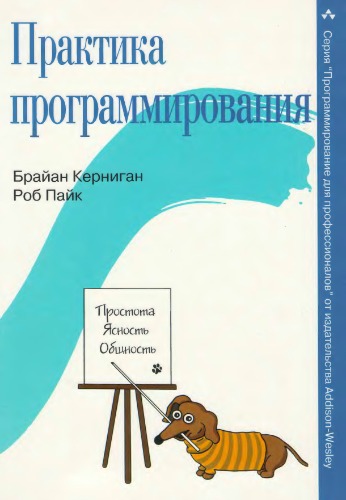 Практика
программирования
Брайан Керниган
Роб Пайк
Простота
Ясность
Общность
Серия "Программирование для профессионалов" от издательства Addison-Wesley